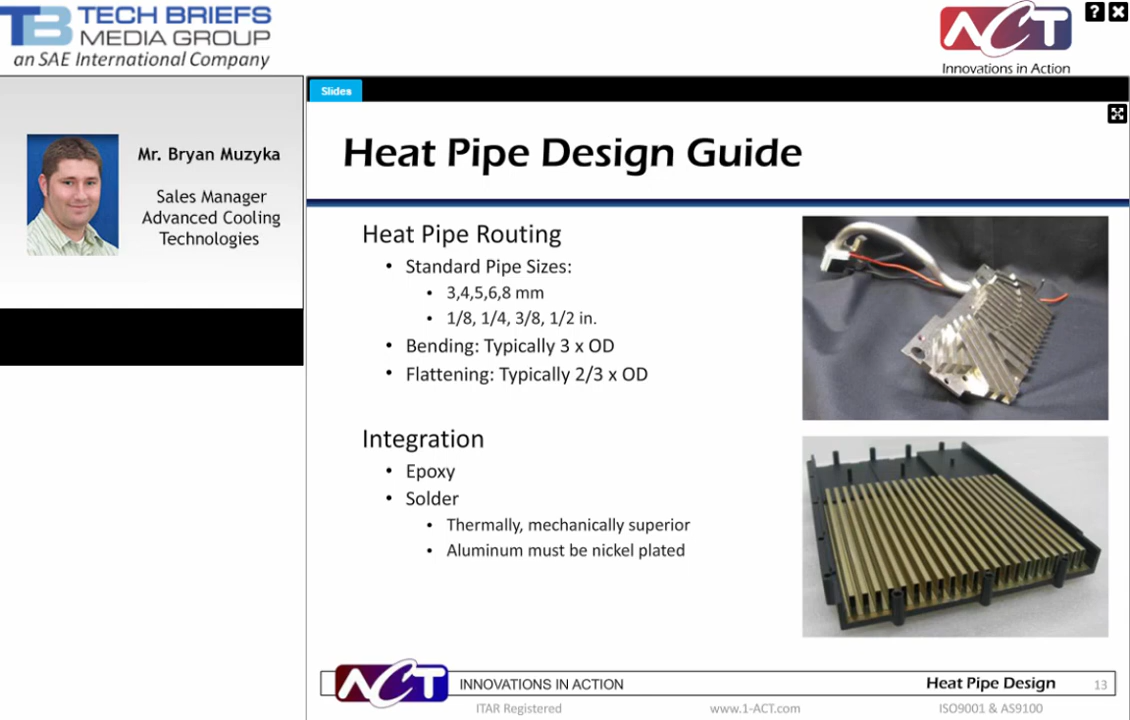 TB TECH BRIEFS
MEDIA GROUP
an SAE International Company
ACT
Innovations in Action
?
Slides
Mr. Bryan Muzyka
Sales Manager
Advanced Cooling
Technologies
Heat Pipe Design Guide
Heat Pipe Routing
• Standard Pipe Sizes:
• 3,4,5,6,8 mm
• 1/8, 1/4, 3/8, 1/2 in.
• Bending: Typically 3 x OD
• Flattening: Typically 2/3 x OD
Integration
• Epoxy
• Solder
• Thermally, mechanically superior
• Aluminum must be nickel plated
ACT INNOVATIONS IN ACTION Heat Pipe Design 13
ITAR Registered www.1-ACT.com ISO9001 & AS9100